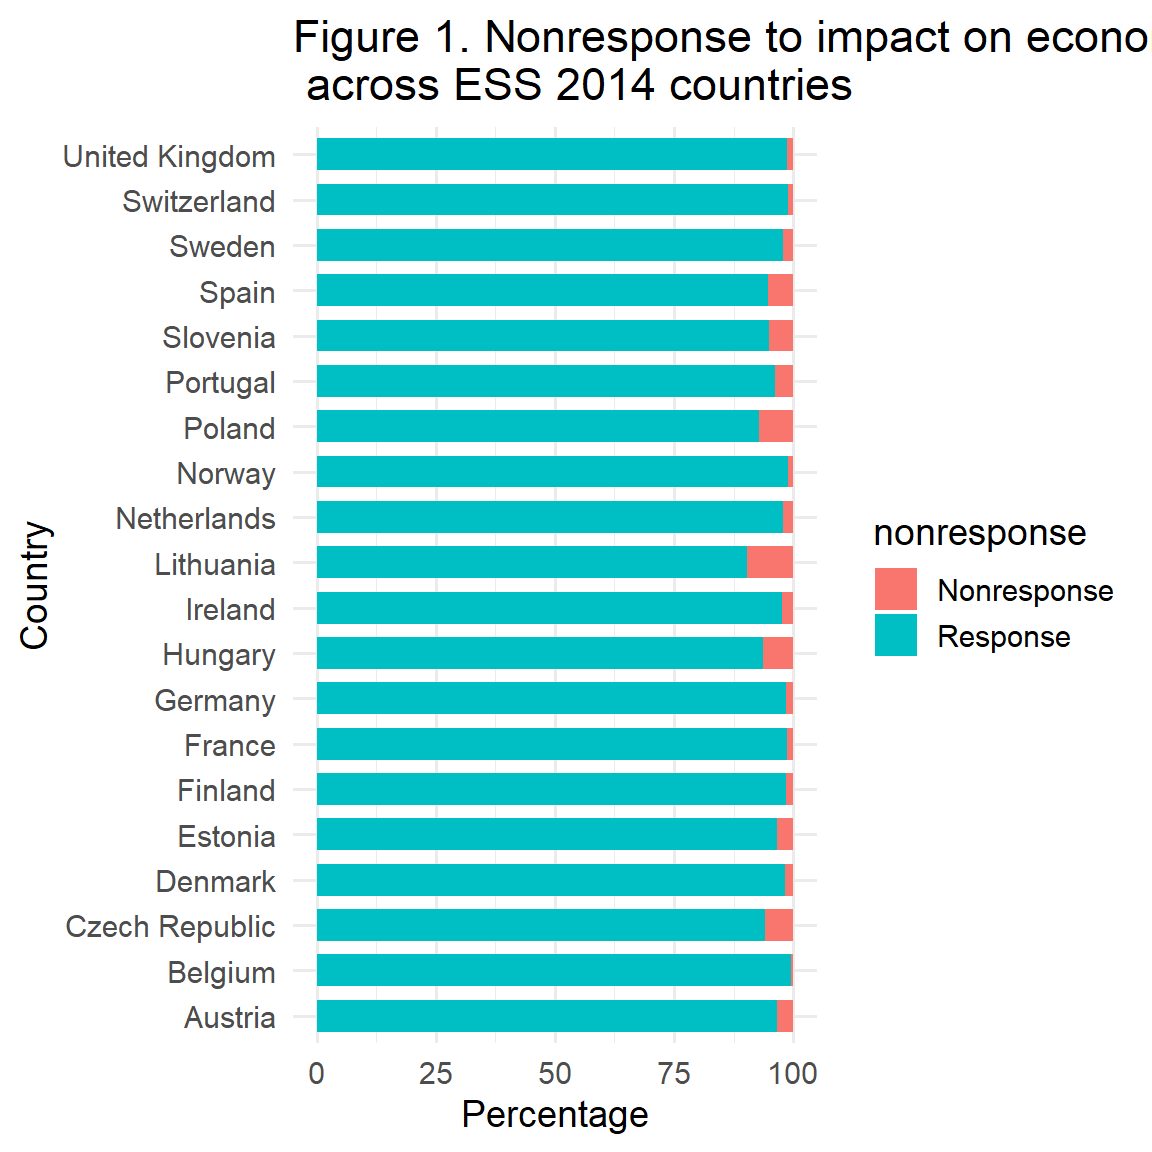 Figure 1. Nonresponse to impact on econo
across ESS 2014 countries
United Kingdom
Switzerland
Sweden
Spain
Slovenia
Portugal
Poland
Norway
Netherlands
Lithuania
Ireland
Hungary
Germany
France
Finland
Estonia
Denmark
Czech Republic
Belgium
Austria
Country
0 25 50 75 100
Percentage
nonresponse
Nonresponse
Response